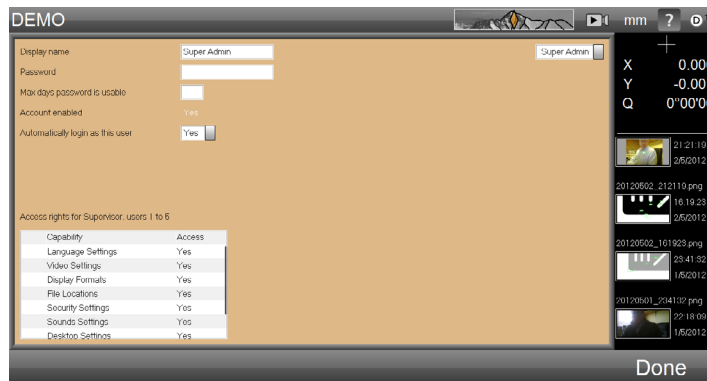 DEMO
mm ? D
Display name Super Admin Super Admin
Password
Max days password is usable
Account enabled Yes
Automatically login as this user Yes
Access rights for Supervisor. users 1 to 6
Capability Access
Language Settings Yes
Video Settings Yes
Display Formats Yes
File Locations Yes
Security Settings Yes
Sounds Settings Yes
Desktop Settings Yes
X 0.00
Y -0.00
Q 0°00'0
21:21:19
2/5/2012
20120502_212119.png
16:19:23
2/5/2012
20120502_161923.png
23:41:32
1/5/2012
20120501_234132.png
22:18:09
1/5/2012
Done